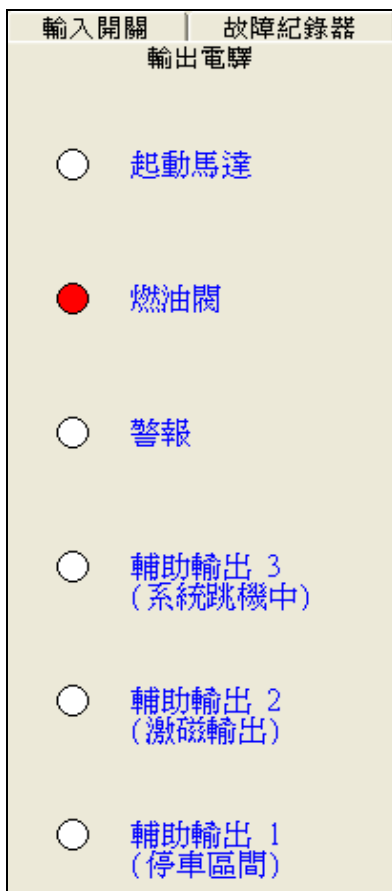 輸入開關
故障紀錄器
輸出電驛
起動馬達
燃油閥
警報
輔助輸出 3
(系統跳機中)
輔助輸出 2
(激磁輸出)
輔助輸出 1
(停車區間)